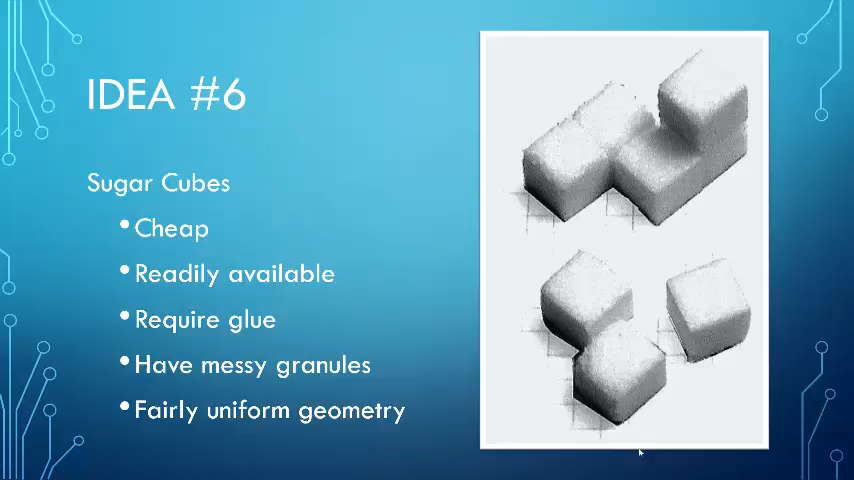 IDEA #6
Sugar Cubes
•Cheap
•Readily available
•Require glue
•Have messy granules
•Fairly uniform geometry